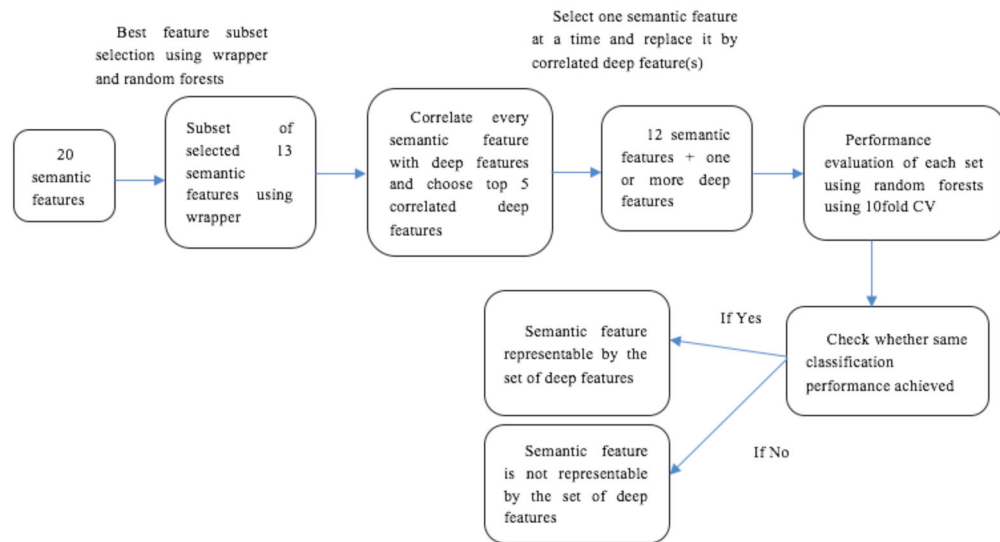 Best feature subset
selection using wrapper
and random forests
Select one semantic feature
at a time and replace it by
correlated deep feature(s)
20
semantic
features
Subset of
selected 13
semantic
features using
wrapper
Correlate every
semantic feature
with deep features
and choose top 5
correlated deep
features
12 semantic
features + one
or more deep
features
Performance
evaluation of each set
using random forests
using 10fold CV
Check whether same
classification
performance achieved
If Yes
Semantic feature
representable by the
set of deep features
If No
Semantic feature
is not representable
by the set of deep
features